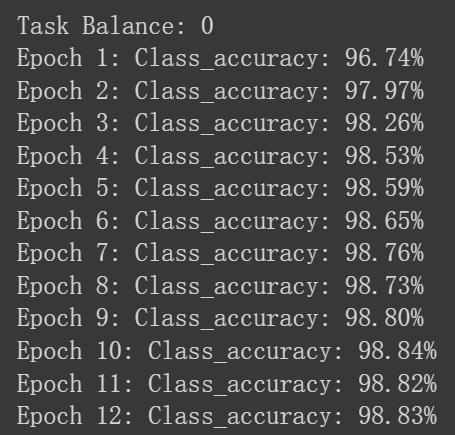 Task Balance: 0
Epoch 1: Class_accuracy: 96.74%
Epoch 2: Class_accuracy: 97.97%
Epoch 3: Class_accuracy: 98.26%
Epoch 4: Class_accuracy: 98.53%
Epoch 5: Class_accuracy: 98.59%
Epoch 6: Class_accuracy: 98.65%
Epoch 7: Class_accuracy: 98.76%
Epoch 8: Class_accuracy: 98.73%
Epoch 9: Class_accuracy: 98.80%
Epoch 10: Class_accuracy: 98.84%
Epoch 11: Class_accuracy: 98.82%
Epoch 12: Class_accuracy: 98.83%